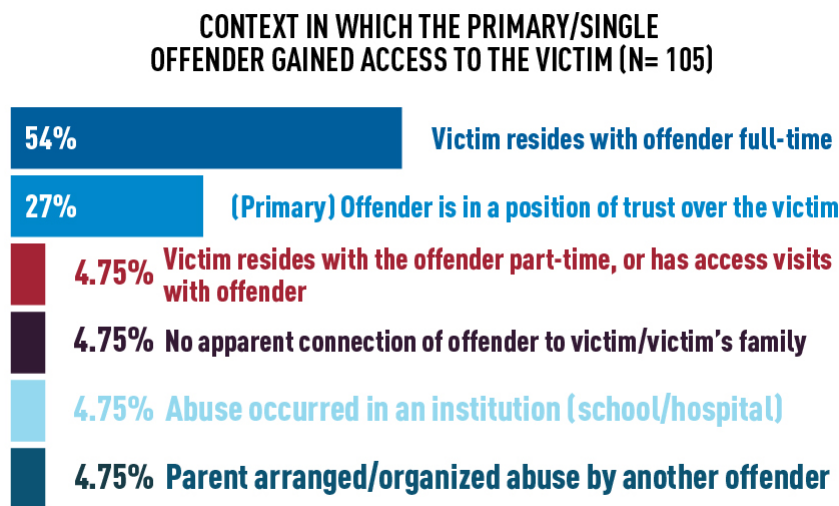 CONTEXT IN WHICH THE PRIMARY/SINGLE
OFFENDER GAINED ACCESS TO THE VICTIM (N= 105)
54% Victim resides with offender full-time
27% (Primary) Offender is in a position of trust over the victim
4.75% Victim resides with the offender part-time, or has access visits
with offender
4.75% No apparent connection of offender to victim/victim's family
4.75% Abuse occurred in an institution (school/hospital)
4.75% Parent arranged/organized abuse by another offender